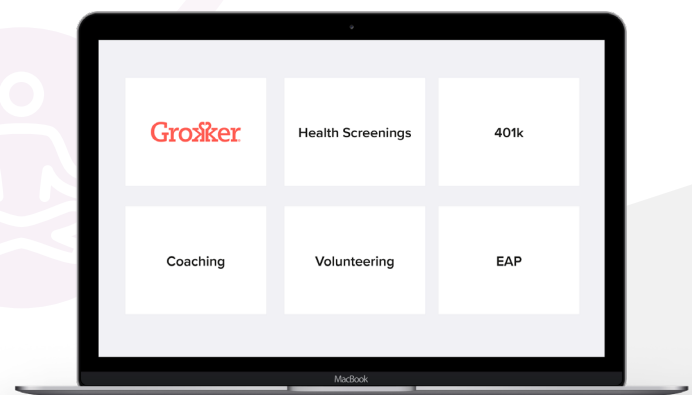 Grokker
Health Screenings
401k
Coaching
Volunteering
EAP
MacBook